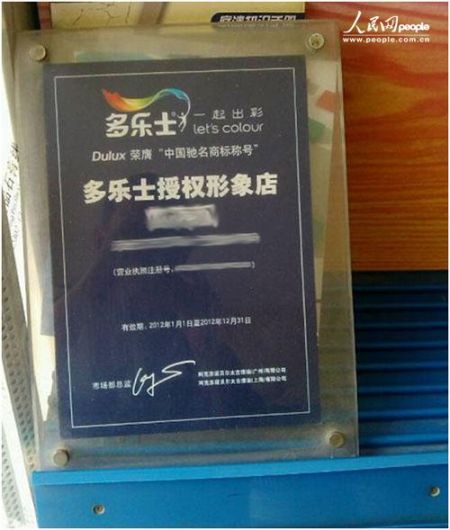 人民网 people
www.people.com.cn
多乐士 一起出彩
let's colour
Dulux 荣膺“中国驰名商标称号”
多乐士授权形象店
(营业执照注册号:
有效期:2012年1月1日至2012年12月31日
阿克苏诺贝尔太古漆油(广州)有限公司
市场部总监
阿克苏诺贝尔太古漆油(上海)有限公司